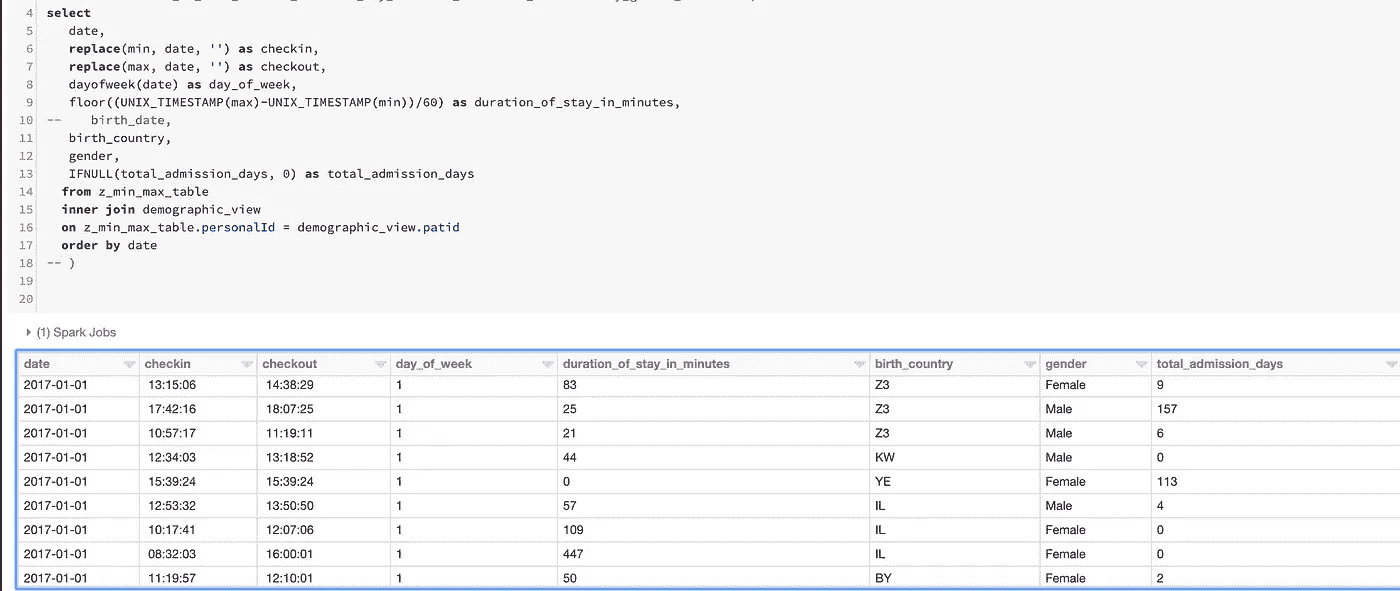 4 select
5 date,
6 replace(min, date, '') as checkin,
7 replace(max, date, '') as checkout,
8 dayofweek(date) as day_of_week,
9 floor((UNIX_TIMESTAMP(max)-UNIX_TIMESTAMP(min))/60) as duration_of_stay_in_minutes,
10 -- birth_date,
11 birth_country,
12 gender,
13 IFNULL(total_admission_days, 0) as total_admission_days
14 from z_min_max_table
15 inner join demographic_view
16 on z_min_max_table.personalId = demographic_view.patid
17 order by date
18 -- )
19
20
(1) Spark Jobs
date checkin checkout day_of_week duration_of_stay_in_minutes birth_country gender total_admission_days
2017-01-01 13:15:06 14:38:29 1 83 Z3 Female 9
2017-01-01 17:42:16 18:07:25 1 25 Z3 Male 157
2017-01-01 10:57:17 11:19:11 1 21 Z3 Male 6
2017-01-01 12:34:03 13:18:52 1 44 KW Male 0
2017-01-01 15:39:24 15:39:24 1 0 YE Female 113
2017-01-01 12:53:32 13:50:50 1 57 IL Male 4
2017-01-01 10:17:41 12:07:06 1 109 IL Female 0
2017-01-01 08:32:03 16:00:01 1 447 IL Female 0
2017-01-01 11:19:57 12:10:01 1 50 BY Female 2